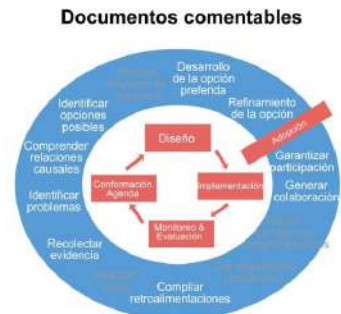 Documentos comentables
Desarrollo
de la opción
preferida
Refinamiento
de la opción
Adopción
Garantizar
participación
Generar
colaboración
Compilar
retroalimentaciones
Recolectar
evidencia
Identificar
problemas
Comprender
relaciones
causales
Identificar
opciones
posibles
Diseño
Implementación
Monitoreo &
Evaluación
Conformación
Agenda